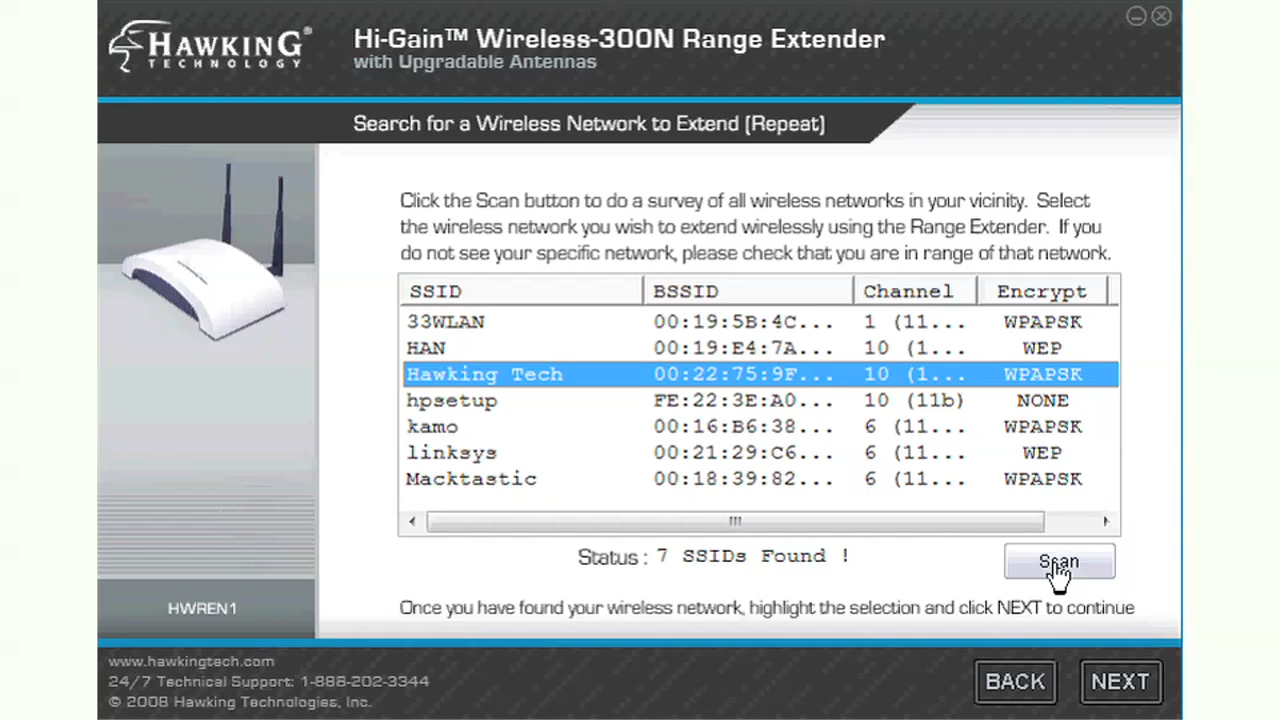 HAWKING
TECHNOLOGY
Hi-Gain™ Wireless-300N Range Extender
with Upgradable Antennas
Search for a Wireless Network to Extend (Repeat)
Click the Scan button to do a survey of all wireless networks in your vicinity. Select
the wireless network you wish to extend wirelessly using the Range Extender. If you
do not see your specific network, please check that you are in range of that network.
SSID BSSID Channel Encrypt
33WLAN 00:19:5B:4C... 1 (11... WPAPSK
HAN 00:19:E4:7A... 10 (1... WEP
Hawking Tech 00:22:75:9F... 10 (1... WPAPSK
hpsetup FE:22:3E:A0... 10 (11b) NONE
kamo 00:16:B6:38... 6 (11... WPAPSK
linksys 00:21:29:C6... 6 (11... WEP
Macktastic 00:18:39:82... 6 (11... WPAPSK
Status : 7 SSIDs Found !
Scan
Once you have found your wireless network, highlight the selection and click NEXT to continue
HWREN1
www.hawkingtech.com
24/7 Technical Support: 1-888-202-3344
© 2008 Hawking Technologies, Inc.
BACK NEXT